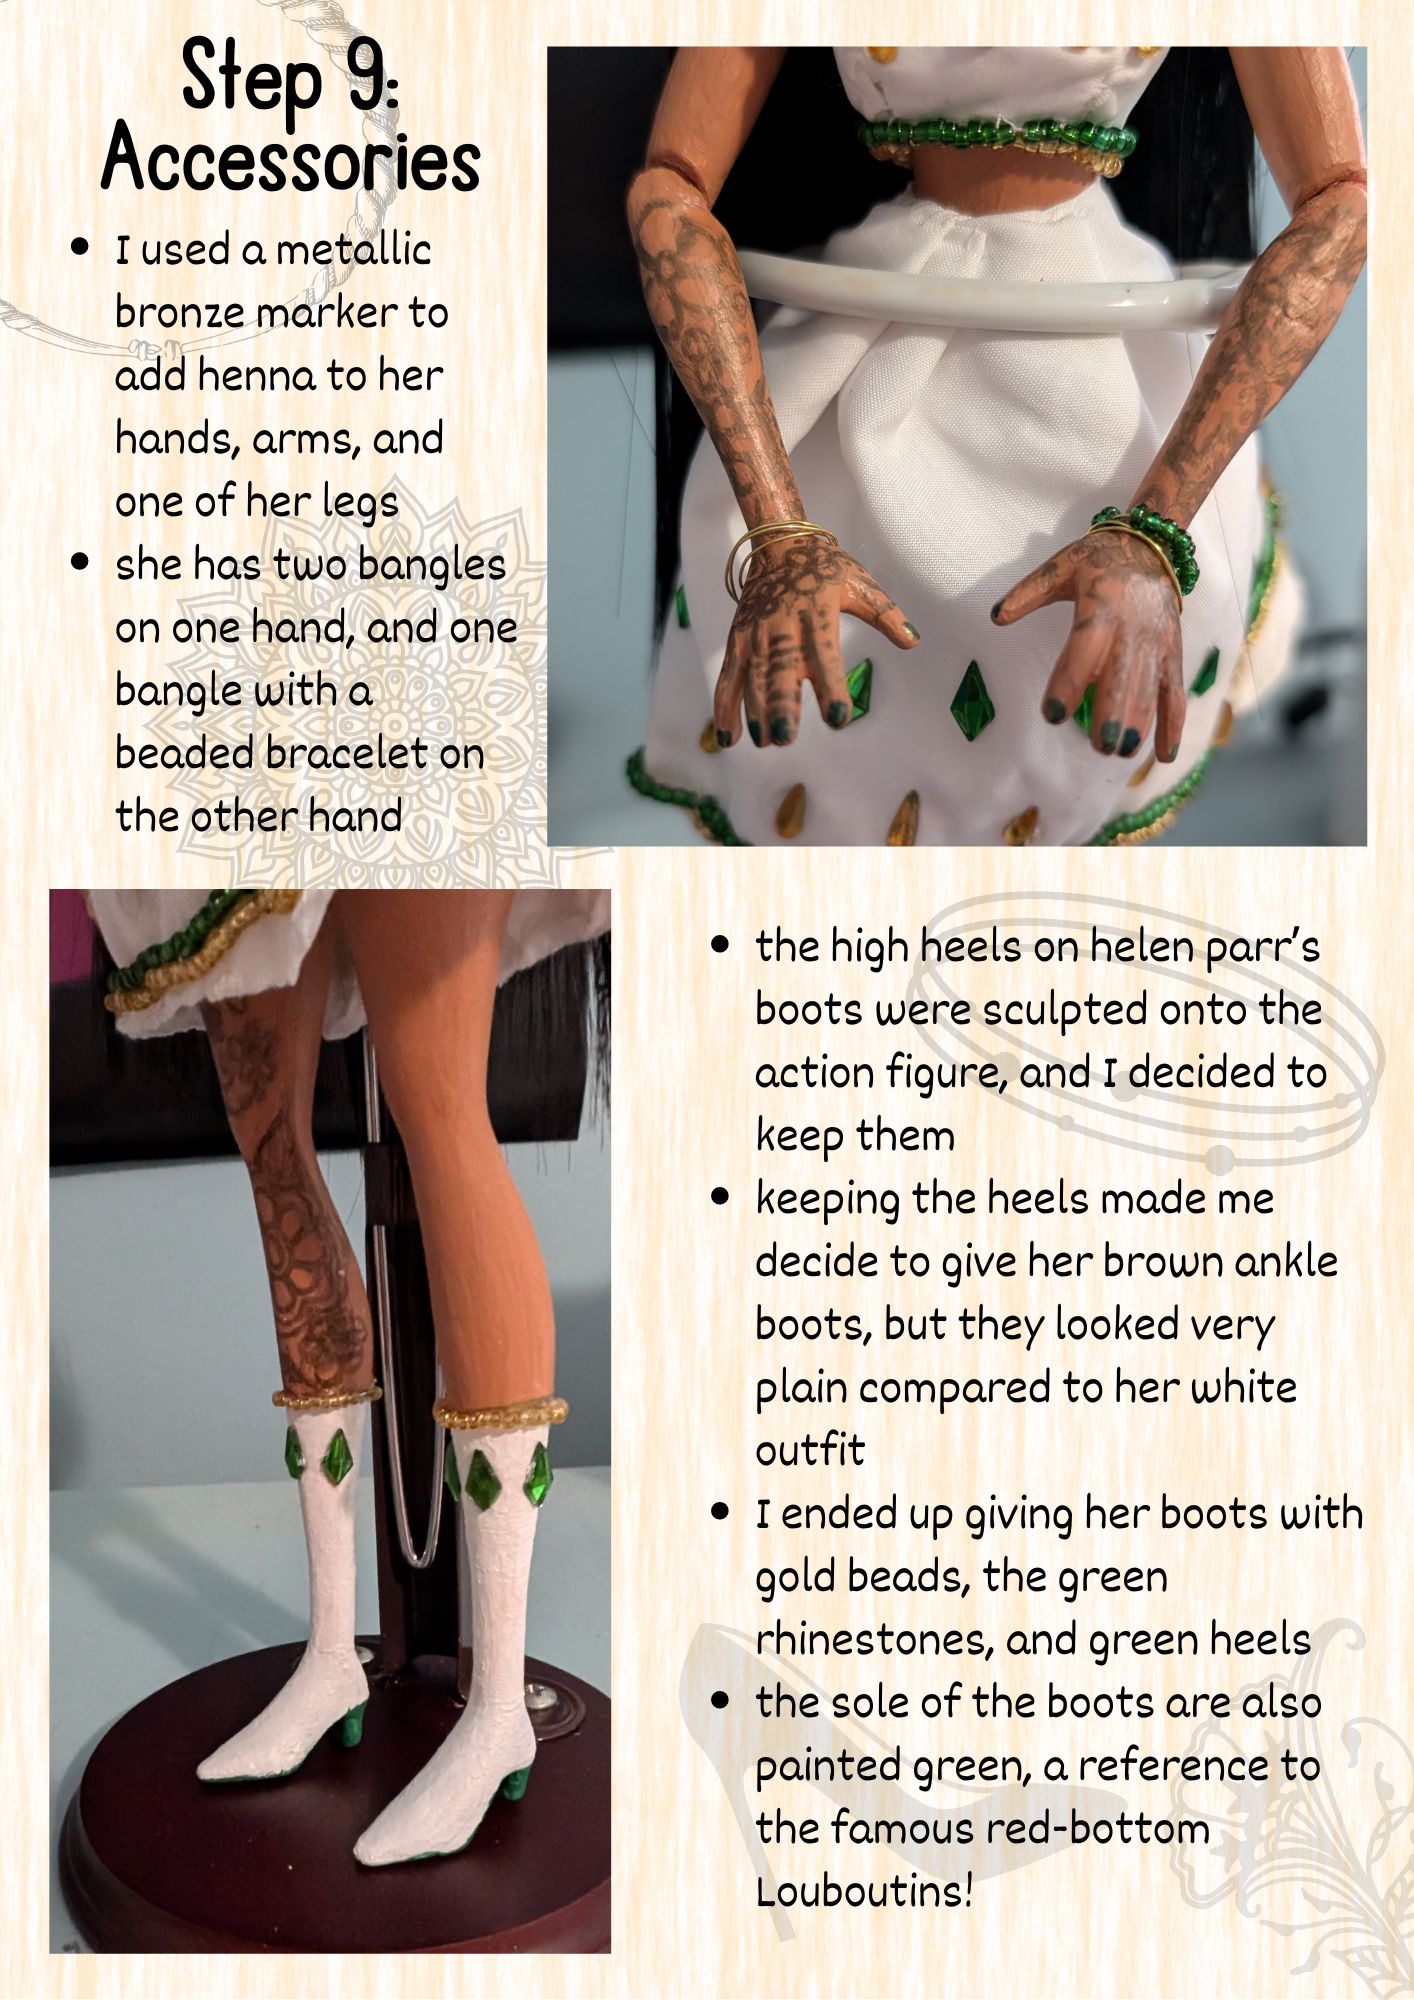 Step 9:
Accessories
• I used a metallic
bronze marker to
add henna to her
hands, arms, and
one of her legs
• she has two bangles
on one hand, and one
bangle with a
beaded bracelet on
the other hand
• the high heels on helen parr's
boots were sculpted onto the
action figure, and I decided to
keep them
• keeping the heels made me
decide to give her brown ankle
boots, but they looked very
plain compared to her white
outfit
• I ended up giving her boots with
gold beads, the green
rhinestones, and green heels
• the sole of the boots are also
painted green, a reference to
the famous red-bottom
Louboutins!